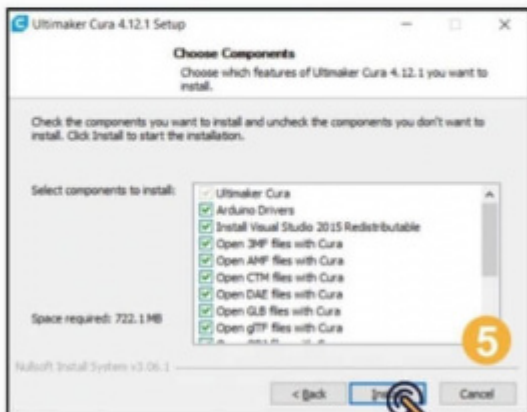 Ultimaker Cura 4.12.1 Setup
Choose Components
Choose which features of Ultimaker Cura 4.12.1 you want to
install.
Check the components you want to install and uncheck the components you don't want to
install. Click Install to start the installation.
Select components to install:
Ultimaker Cura
Arduino Drivers
Install Visual Studio 2015 Redistributable
Open 3MF files with Cura
Open AMF files with Cura
Open CTM files with Cura
Open DAE files with Cura
Open GLB files with Cura
Open glTF files with Cura
Space required: 722.1 MB
5
Nullsoft Install System v3.06.1
< Back
Cancel